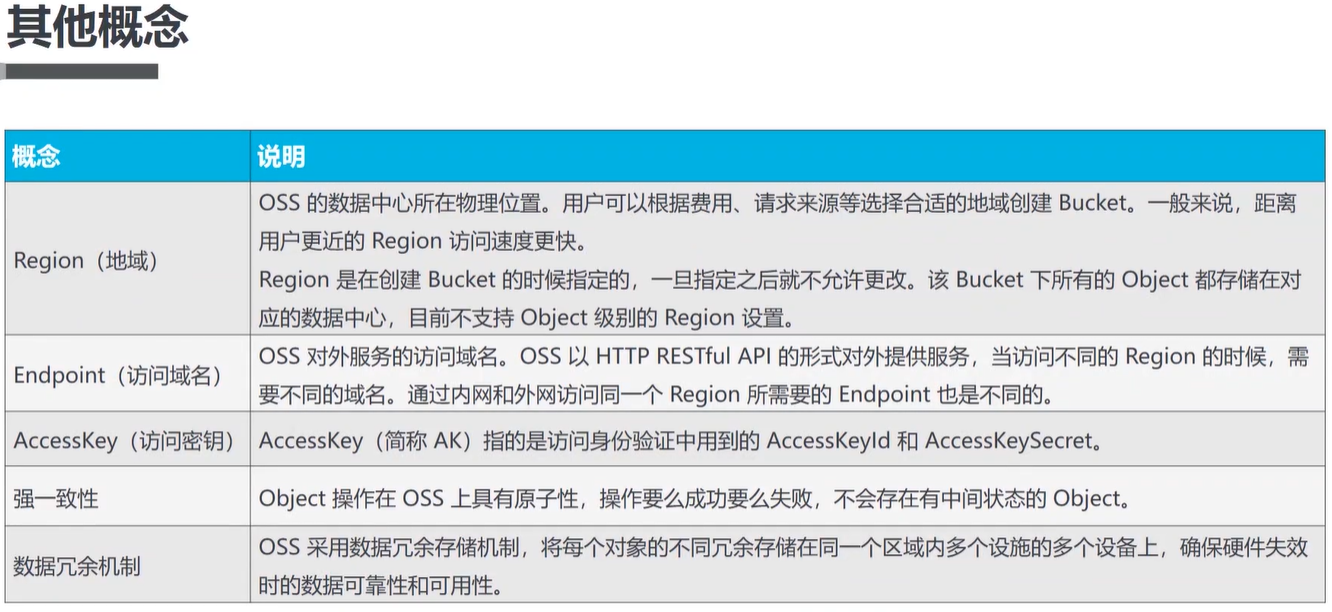 其他概念
概念
说明
Region（地域）
OSS 的数据中心所在物理位置。用户可以根据费用、请求来源等选择合适的地域创建 Bucket。一般来说，距离
用户更近的 Region 访问速度更快。
Region 是在创建 Bucket 的时候指定的，一旦指定之后就不允许更改。该 Bucket 下所有的 Object 都存储在对
应的数据中心，目前不支持 Object 级别的 Region 设置。
Endpoint（访问域名）
OSS 对外服务的访问域名。OSS 以 HTTP RESTful API 的形式对外提供服务，当访问不同的 Region 的时候，需
要不同的域名。通过内网和外网访问同一个 Region 所需要的 Endpoint 也是不同的。
AccessKey（访问密钥）
AccessKey（简称 AK）指的是访问身份验证中用到的 AccessKeyId 和 AccessKeySecret。
强一致性
Object 操作在 OSS 上具有原子性，操作要么成功要么失败，不会存在有中间状态的 Object。
数据冗余机制
OSS 采用数据冗余存储机制，将每个对象的不同冗余存储在同一个区域内多个设施的多个设备上，确保硬件失效
时的数据可靠性和可用性。